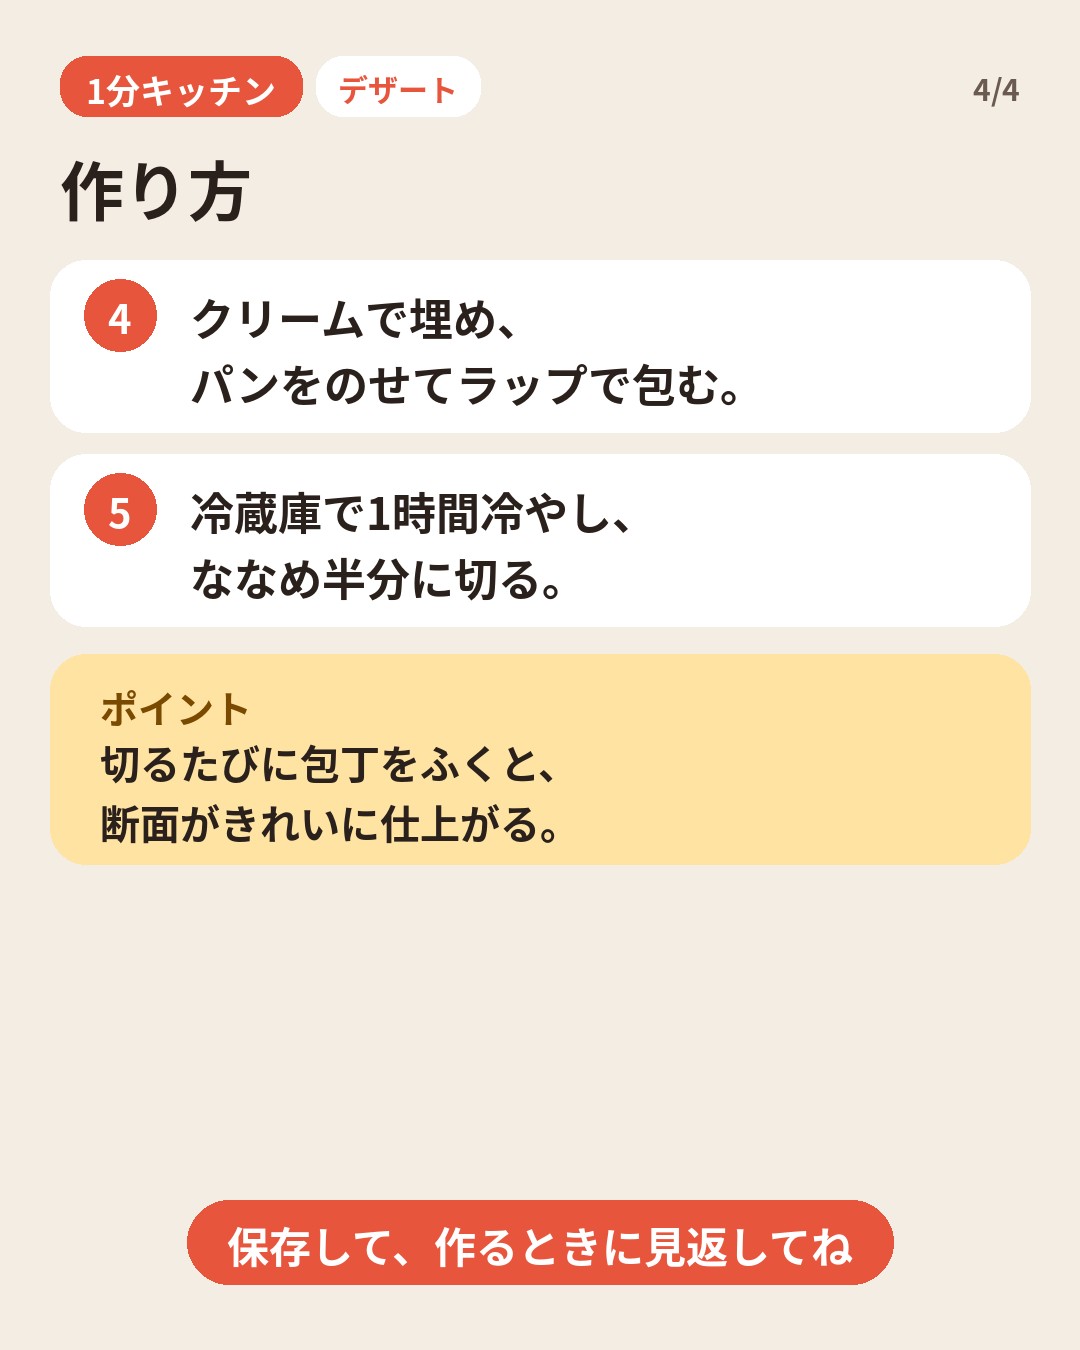 1分キッチン デザート 4/4
作り方
4 クリームで埋め、
パンをのせてラップで包む。
5 冷蔵庫で1時間冷やし、
ななめ半分に切る。
ポイント
切るたびに包丁をふくと、
断面がきれいに仕上がる。
保存して、作るときに見返してね